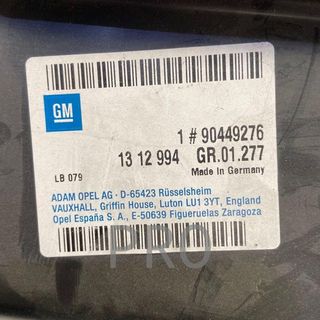 GM
1 # 90449276
13 12 994 GR.01.277
LB 079 Made in Germany
ADAM OPEL AG · D-65423 Rüsselsheim
VAUXHALL, Griffin House, Luton LU1 3YT, England
Opel España S. A., E-50639 Figueruelas Zaragoza
PRO